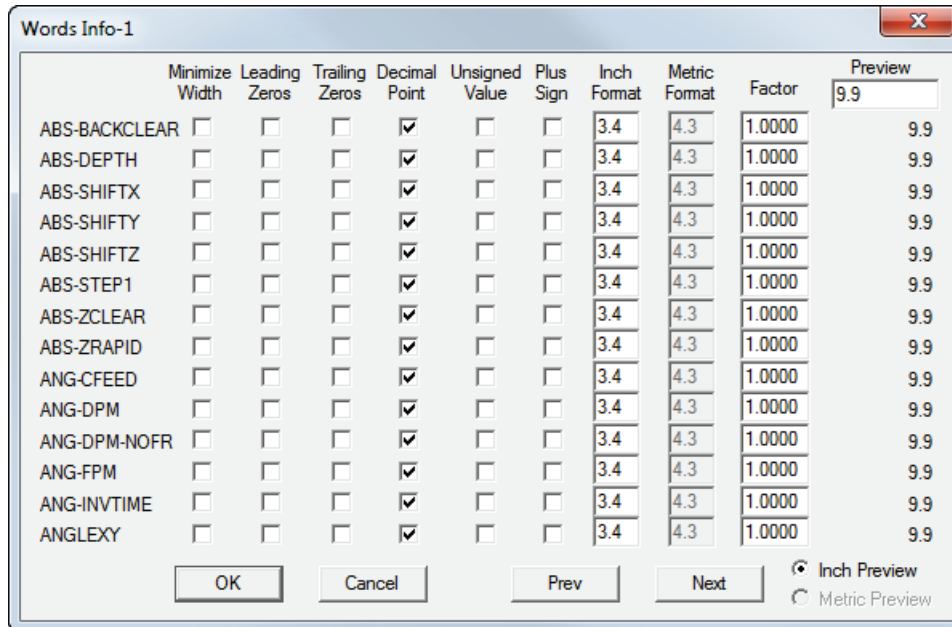 Words Info-1
Minimize Leading Trailing Decimal Unsigned Plus Inch Metric Preview
Width Zeros Zeros Point Value Sign Format Format Factor 9.9
ABS-BACKCLEAR 3.4 4.3 1.0000 9.9
ABS-DEPTH 3.4 4.3 1.0000 9.9
ABS-SHIFTX 3.4 4.3 1.0000 9.9
ABS-SHIFTY 3.4 4.3 1.0000 9.9
ABS-SHIFTZ 3.4 4.3 1.0000 9.9
ABS-STEP1 3.4 4.3 1.0000 9.9
ABS-ZCLEAR 3.4 4.3 1.0000 9.9
ABS-ZRAPID 3.4 4.3 1.0000 9.9
ANG-CFEED 3.4 4.3 1.0000 9.9
ANG-DPM 3.4 4.3 1.0000 9.9
ANG-DPM-NOFR 3.4 4.3 1.0000 9.9
ANG-FPM 3.4 4.3 1.0000 9.9
ANG-INVTIME 3.4 4.3 1.0000 9.9
ANGLEXY 3.4 4.3 1.0000 9.9
OK Cancel Prev Next Inch Preview
Metric Preview